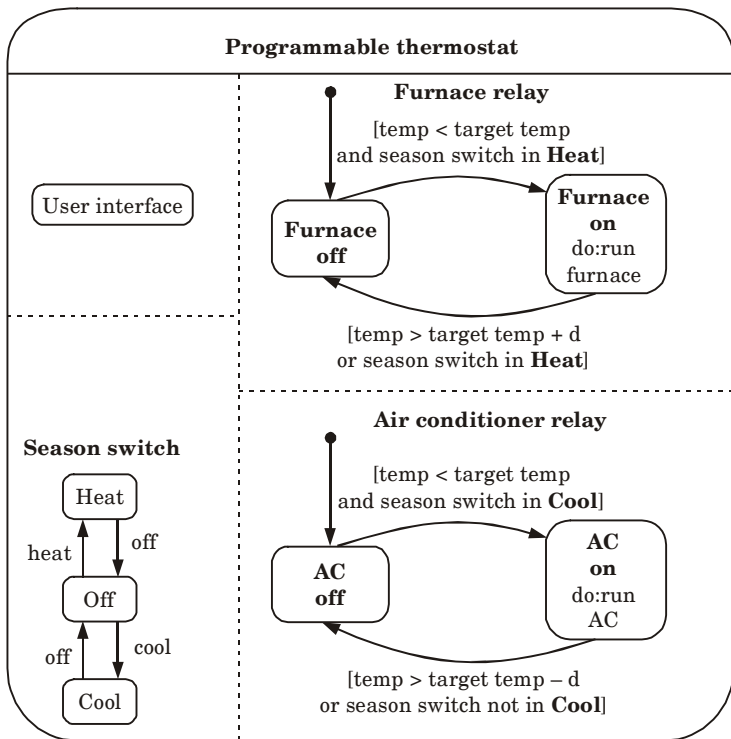 Programmable thermostat
User interface
Furnace relay
[temp < target temp
and season switch in Heat]
Furnace
off
Furnace
on
do:run
furnace
[temp > target temp + d
or season switch in Heat]
Season switch
Heat
heat
off
Off
off
cool
Cool
Air conditioner relay
[temp < target temp
and season switch in Cool]
AC
off
AC
on
do:run
AC
[temp > target temp – d
or season switch not in Cool]